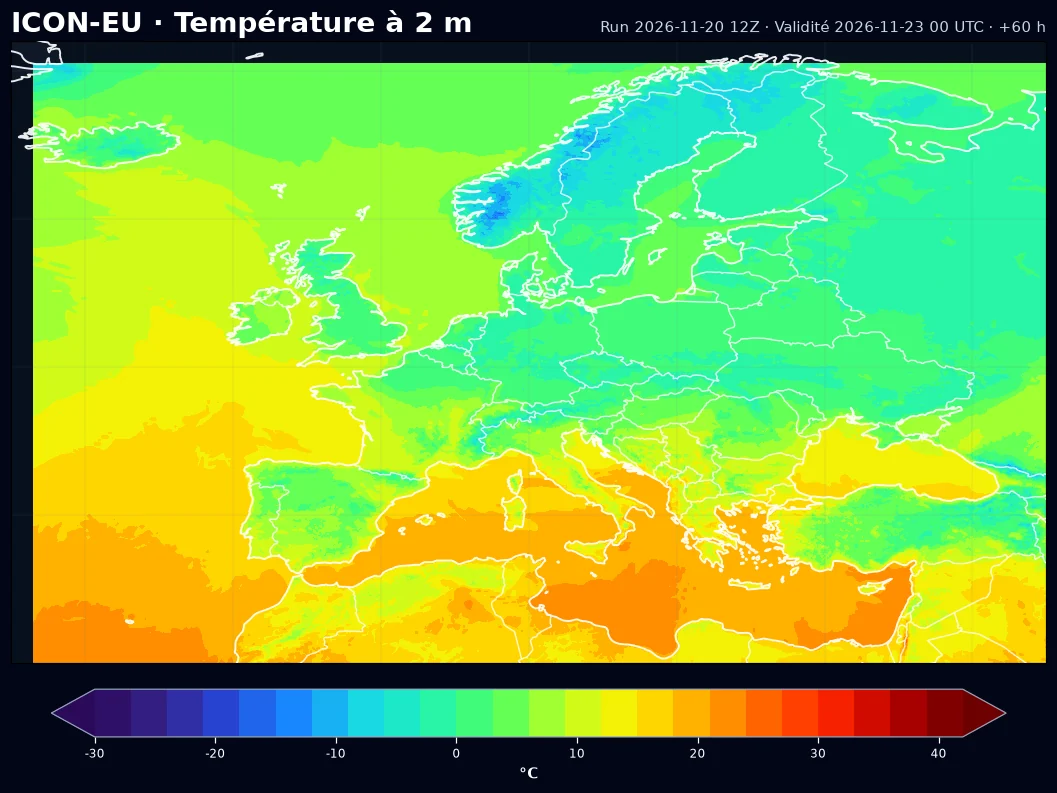 ICON-EU · Température à 2 m
Run 2026-11-20 12Z · Validité 2026-11-23 00 UTC · +60 h
-30 -20 -10 0 10 20 30 40
°C